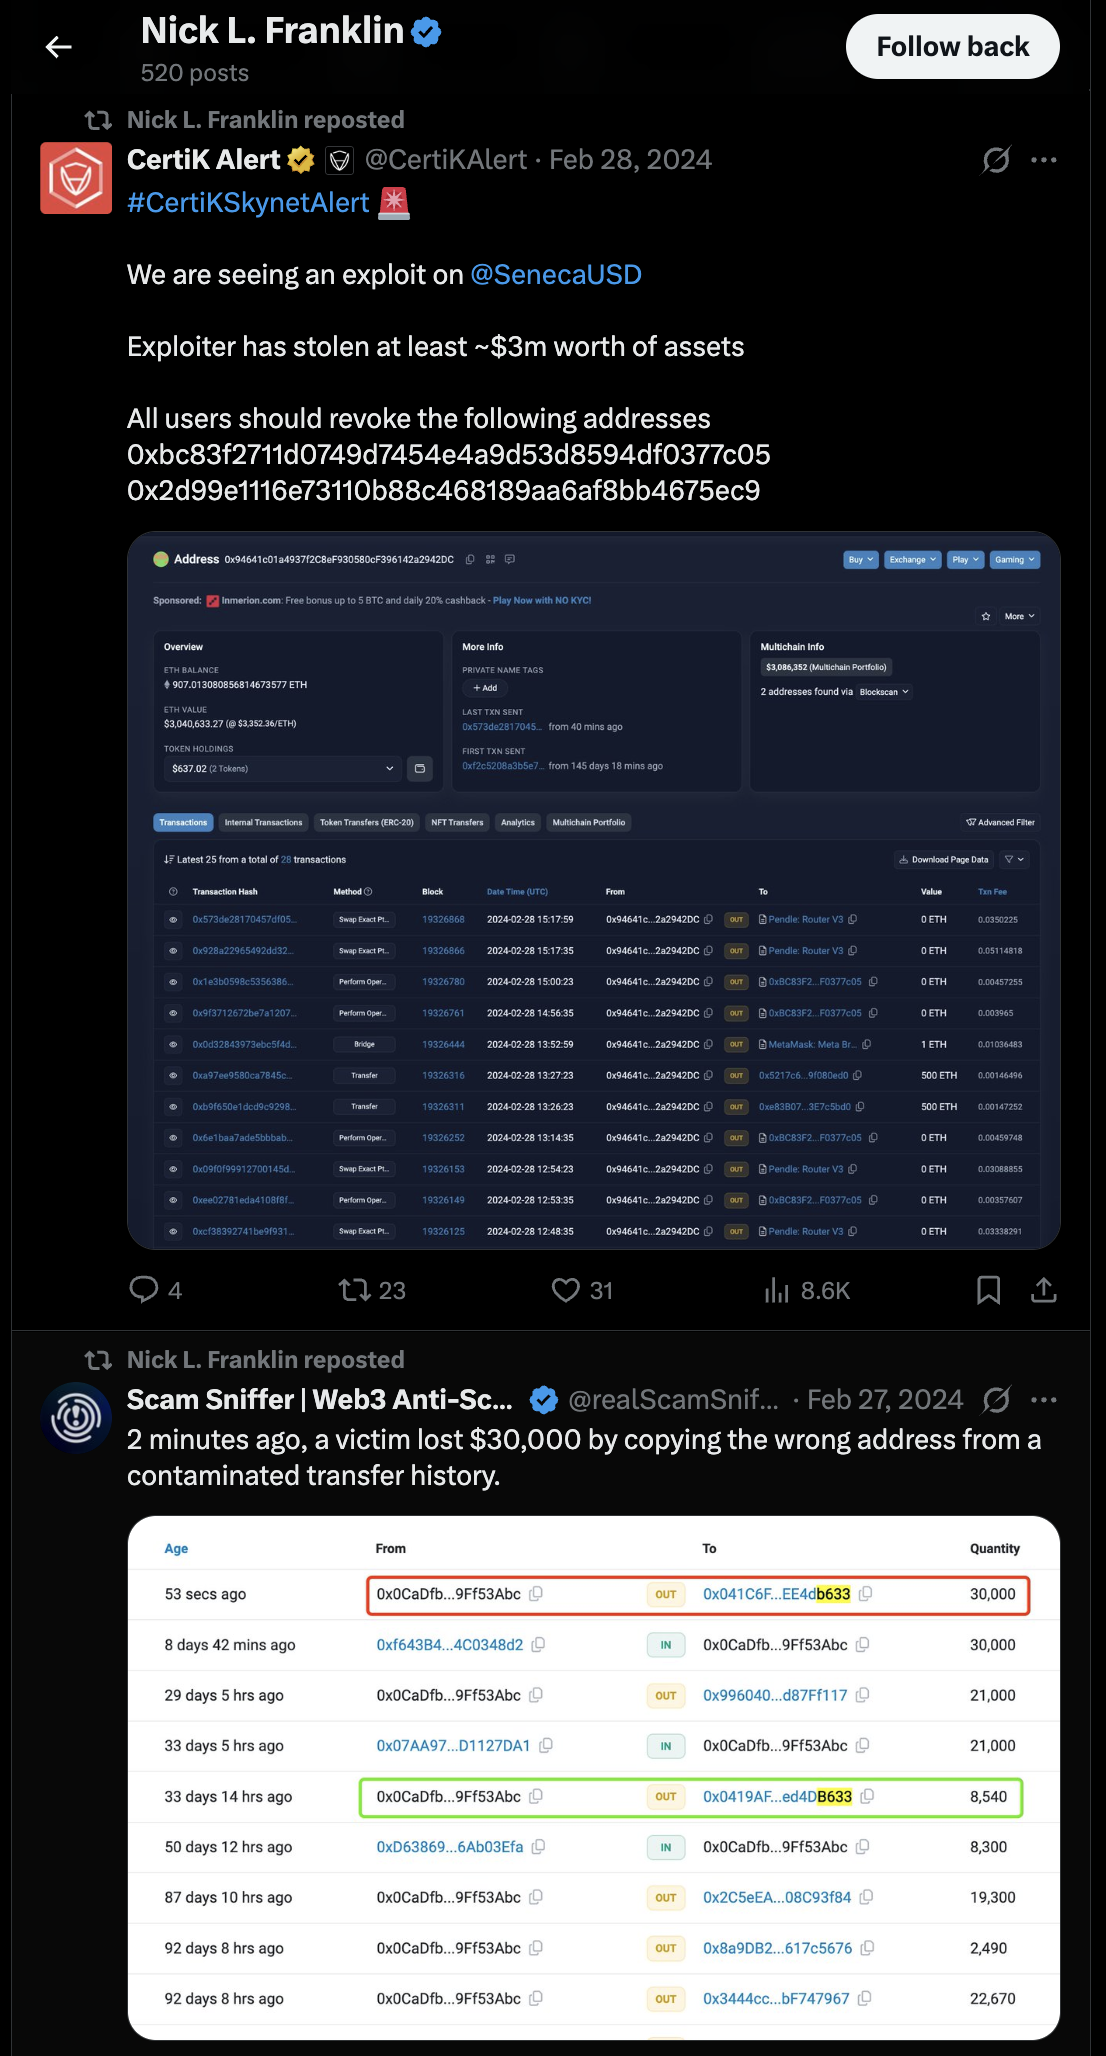 Nick L. Franklin
520 posts
Follow back
Nick L. Franklin reposted
CertiK Alert @CertiKAlert · Feb 28, 2024
#CertiKSkynetAlert 🚨
We are seeing an exploit on @SenecaUSD
Exploiter has stolen at least ~$3m worth of assets
All users should revoke the following addresses
0xbc83f2711d0749d7454e4a9d53d8594df0377c05
0x2d99e1116e73110b88c468189aa6af8bb4675ec9
Address 0x94641c01a4937f2C8eF930580cF396142a2942DC Buy Exchange Play Gaming
Sponsored: Inmerion.com: Free bonus up to 5 BTC and daily 20% cashback - Play Now with NO KYC!
More
Overview
ETH BALANCE
907.013080856814673577 ETH
ETH VALUE
$3,040,633.27 (@ $3,352.36/ETH)
TOKEN HOLDINGS
$637.02 (2 Tokens)
More Info
PRIVATE NAME TAGS
+ Add
LAST TXN SENT
0x573de2817045... from 40 mins ago
FIRST TXN SENT
0xf2c5208a3b5e7... from 145 days 18 mins ago
Multichain Info
$3,086,352 (Multichain Portfolio)
2 addresses found via Blockscan
Transactions Internal Transactions Token Transfers (ERC-20) NFT Transfers Analytics Multichain Portfolio Advanced Filter
Latest 25 from a total of 28 transactions Download Page Data
Transaction Hash Method Block Date Time (UTC) From To Value Txn Fee
0x573de28170457df05... Swap Exact Pt... 19326868 2024-02-28 15:17:59 0x94641c...2a2942DC OUT Pendle: Router V3 0 ETH 0.0350225
0x928a22965492dd32... Swap Exact Pt... 19326866 2024-02-28 15:17:35 0x94641c...2a2942DC OUT Pendle: Router V3 0 ETH 0.05114818
0x1e3b0598c5356386... Perform Oper... 19326780 2024-02-28 15:00:23 0x94641c...2a2942DC OUT 0xBC83F2...F0377c05 0 ETH 0.00457255
0x9f3712672be7a1207... Perform Oper... 19326761 2024-02-28 14:56:35 0x94641c...2a2942DC OUT 0xBC83F2...F0377c05 0 ETH 0.003965
0x0d32843973ebc5f4d... Bridge 19326444 2024-02-28 13:52:59 0x94641c...2a2942DC OUT MetaMask: Meta Br... 1 ETH 0.01036483
0xa97ee9580ca7845c... Transfer 19326316 2024-02-28 13:27:23 0x94641c...2a2942DC OUT 0x5217c6...9f080ed0 500 ETH 0.00146496
0xb9f650e1dcd9c9298... Transfer 19326311 2024-02-28 13:26:23 0x94641c...2a2942DC OUT 0xe83B07...3E7c5bd0 500 ETH 0.00147252
0x6e1baa7ade5bbbab... Perform Oper... 19326252 2024-02-28 13:14:35 0x94641c...2a2942DC OUT 0xBC83F2...F0377c05 0 ETH 0.00459748
0x09f0f99912700145d... Swap Exact Pt... 19326153 2024-02-28 12:54:23 0x94641c...2a2942DC OUT Pendle: Router V3 0 ETH 0.03088855
0xee02781eda4108f8f... Perform Oper... 19326149 2024-02-28 12:53:35 0x94641c...2a2942DC OUT 0xBC83F2...F0377c05 0 ETH 0.00357607
0xcf38392741be9f931... Swap Exact Pt... 19326125 2024-02-28 12:48:35 0x94641c...2a2942DC OUT Pendle: Router V3 0 ETH 0.03338291
4 23 31 8.6K
Nick L. Franklin reposted
Scam Sniffer | Web3 Anti-Sc... @realScamSnif... · Feb 27, 2024
2 minutes ago, a victim lost $30,000 by copying the wrong address from a
contaminated transfer history.
Age From To Quantity
53 secs ago 0x0CaDfb...9Ff53Abc OUT 0x041C6F...EE4db633 30,000
8 days 42 mins ago 0xf643B4...4C0348d2 IN 0x0CaDfb...9Ff53Abc 30,000
29 days 5 hrs ago 0x0CaDfb...9Ff53Abc OUT 0x996040...d87Ff117 21,000
33 days 5 hrs ago 0x07AA97...D1127DA1 IN 0x0CaDfb...9Ff53Abc 21,000
33 days 14 hrs ago 0x0CaDfb...9Ff53Abc OUT 0x0419AF...ed4DB633 8,540
50 days 12 hrs ago 0xD63869...6Ab03Efa IN 0x0CaDfb...9Ff53Abc 8,300
87 days 10 hrs ago 0x0CaDfb...9Ff53Abc OUT 0x2C5eEA...08C93f84 19,300
92 days 8 hrs ago 0x0CaDfb...9Ff53Abc OUT 0x8a9DB2...617c5676 2,490
92 days 8 hrs ago 0x0CaDfb...9Ff53Abc OUT 0x3444cc...bF747967 22,670